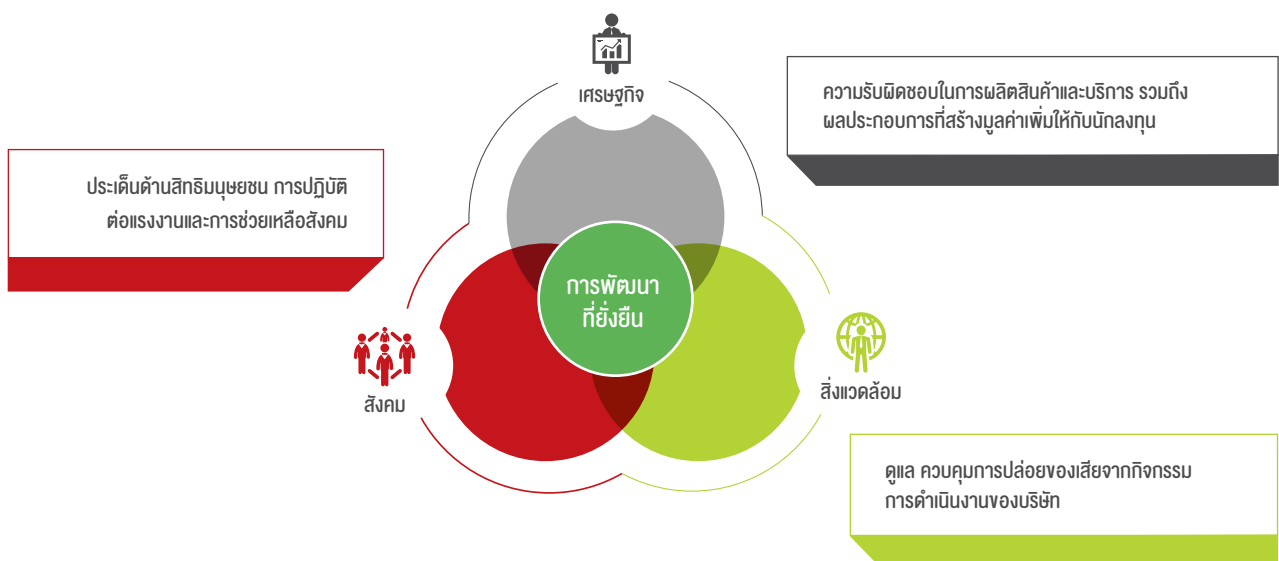 เศรษฐกิจ
ความรับผิดชอบในการผลิตสินค้าและบริการ รวมถึง
ผลประกอบการที่สร้างมูลค่าเพิ่มให้กับนักลงทุน
ประเด็นด้านสิทธิมนุษยชน การปฏิบัติ
ต่อแรงงานและการช่วยเหลือสังคม
การพัฒนา
ที่ยั่งยืน
สังคม
สิ่งแวดล้อม
ดูแล ควบคุมการปล่อยของเสียจากกิจกรรม
การดำเนินงานของบริษัท